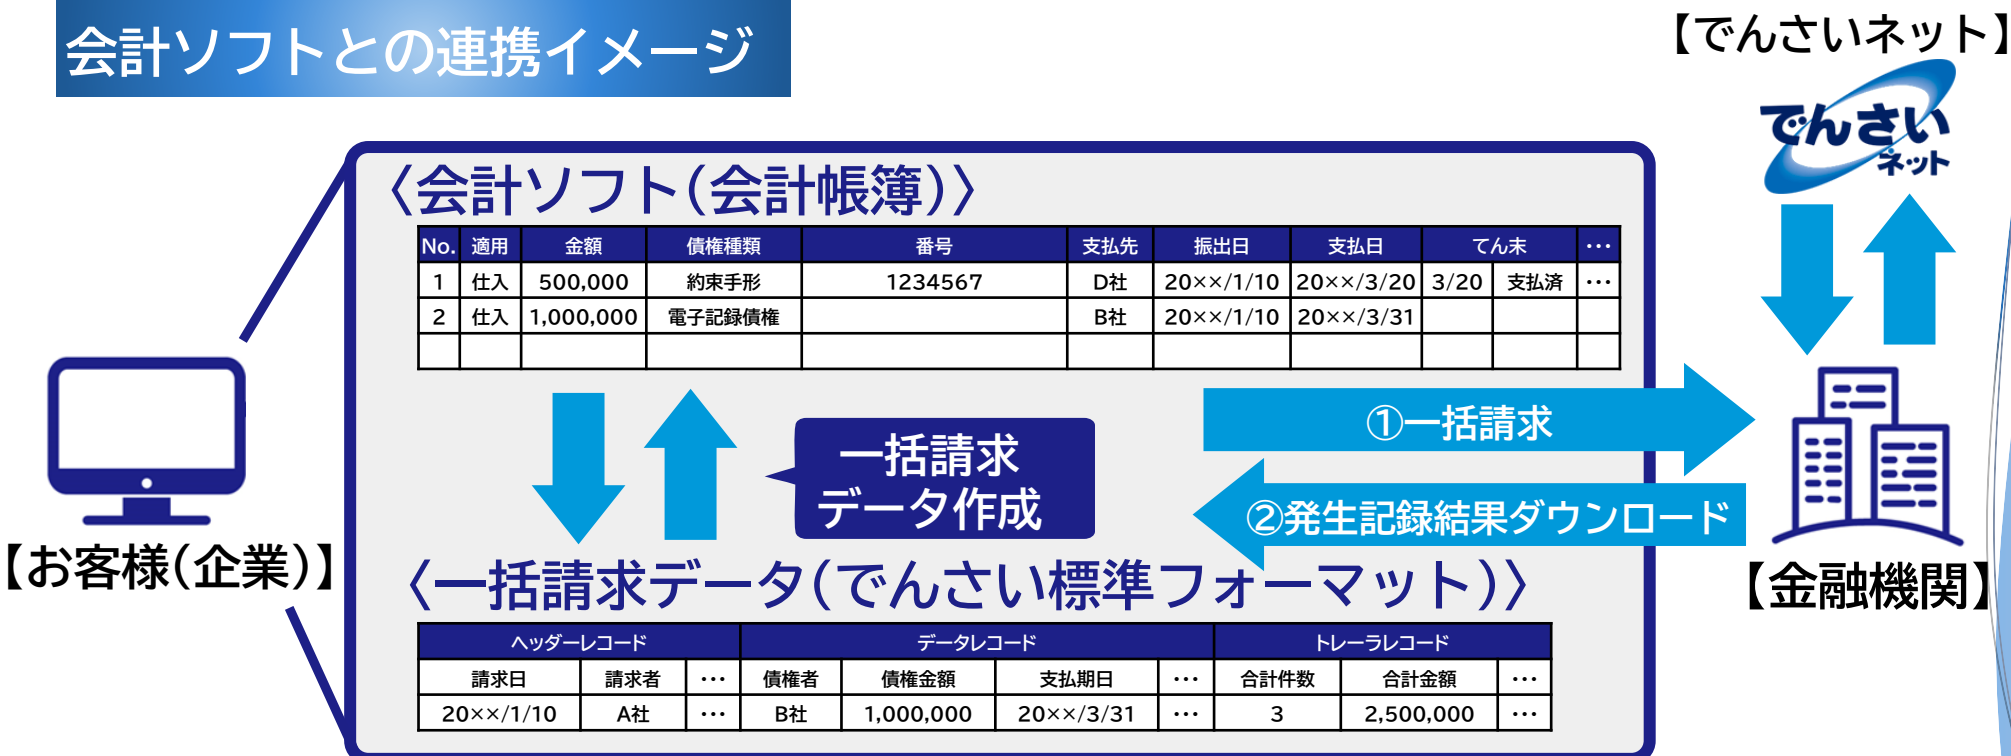 会計ソフトとの連携イメージ
【でんさいネット】
でんさい
ネット
〈会計ソフト(会計帳簿)〉
No. 適用 金額 債権種類 番号 支払先 振出日 支払日 てん末 ･･･
1 仕入 500,000 約束手形 1234567 D社 20××/1/10 20××/3/20 3/20 支払済 ･･･
2 仕入 1,000,000 電子記録債権 B社 20××/1/10 20××/3/31
①一括請求
一括請求
データ作成
②発生記録結果ダウンロード
【お客様(企業)】
【金融機関】
〈一括請求データ(でんさい標準フォーマット)〉
ヘッダーレコード データレコード トレーラレコード
請求日 請求者 ･･･ 債権者 債権金額 支払期日 ･･･ 合計件数 合計金額 ･･･
20××/1/10 A社 ･･･ B社 1,000,000 20××/3/31 ･･･ 3 2,500,000 ･･･